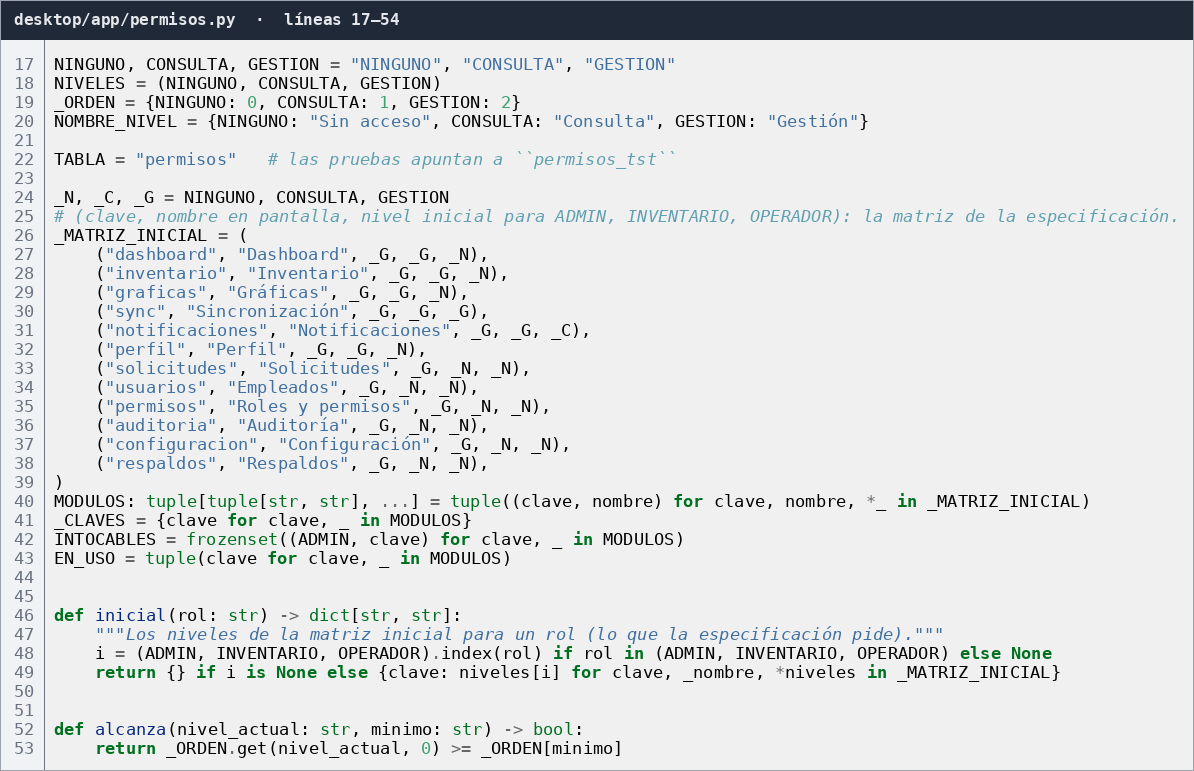 desktop/app/permisos.py  ·  líneas 17–54
17 NINGUNO, CONSULTA, GESTION = "NINGUNO", "CONSULTA", "GESTION"
18 NIVELES = (NINGUNO, CONSULTA, GESTION)
19 _ORDEN = {NINGUNO: 0, CONSULTA: 1, GESTION: 2}
20 NOMBRE_NIVEL = {NINGUNO: "Sin acceso", CONSULTA: "Consulta", GESTION: "Gestión"}
21
22 TABLA = "permisos"   # las pruebas apuntan a ``permisos_tst``
23
24 _N, _C, _G = NINGUNO, CONSULTA, GESTION
25 # (clave, nombre en pantalla, nivel inicial para ADMIN, INVENTARIO, OPERADOR): la matriz de la especificación.
26 _MATRIZ_INICIAL = (
27     ("dashboard", "Dashboard", _G, _G, _N),
28     ("inventario", "Inventario", _G, _G, _N),
29     ("graficas", "Gráficas", _G, _G, _N),
30     ("sync", "Sincronización", _G, _G, _G),
31     ("notificaciones", "Notificaciones", _G, _G, _C),
32     ("perfil", "Perfil", _G, _G, _N),
33     ("solicitudes", "Solicitudes", _G, _N, _N),
34     ("usuarios", "Empleados", _G, _N, _N),
35     ("permisos", "Roles y permisos", _G, _N, _N),
36     ("auditoria", "Auditoría", _G, _N, _N),
37     ("configuracion", "Configuración", _G, _N, _N),
38     ("respaldos", "Respaldos", _G, _N, _N),
39 )
40 MODULOS: tuple[tuple[str, str], ...] = tuple((clave, nombre) for clave, nombre, *_ in _MATRIZ_INICIAL)
41 _CLAVES = {clave for clave, _ in MODULOS}
42 INTOCABLES = frozenset((ADMIN, clave) for clave, _ in MODULOS)
43 EN_USO = tuple(clave for clave, _ in MODULOS)
44
45
46 def inicial(rol: str) -> dict[str, str]:
47     """Los niveles de la matriz inicial para un rol (lo que la especificación pide)."""
48     i = (ADMIN, INVENTARIO, OPERADOR).index(rol) if rol in (ADMIN, INVENTARIO, OPERADOR) else None
49     return {} if i is None else {clave: niveles[i] for clave, _nombre, *niveles in _MATRIZ_INICIAL}
50
51
52 def alcanza(nivel_actual: str, minimo: str) -> bool:
53     return _ORDEN.get(nivel_actual, 0) >= _ORDEN[minimo]